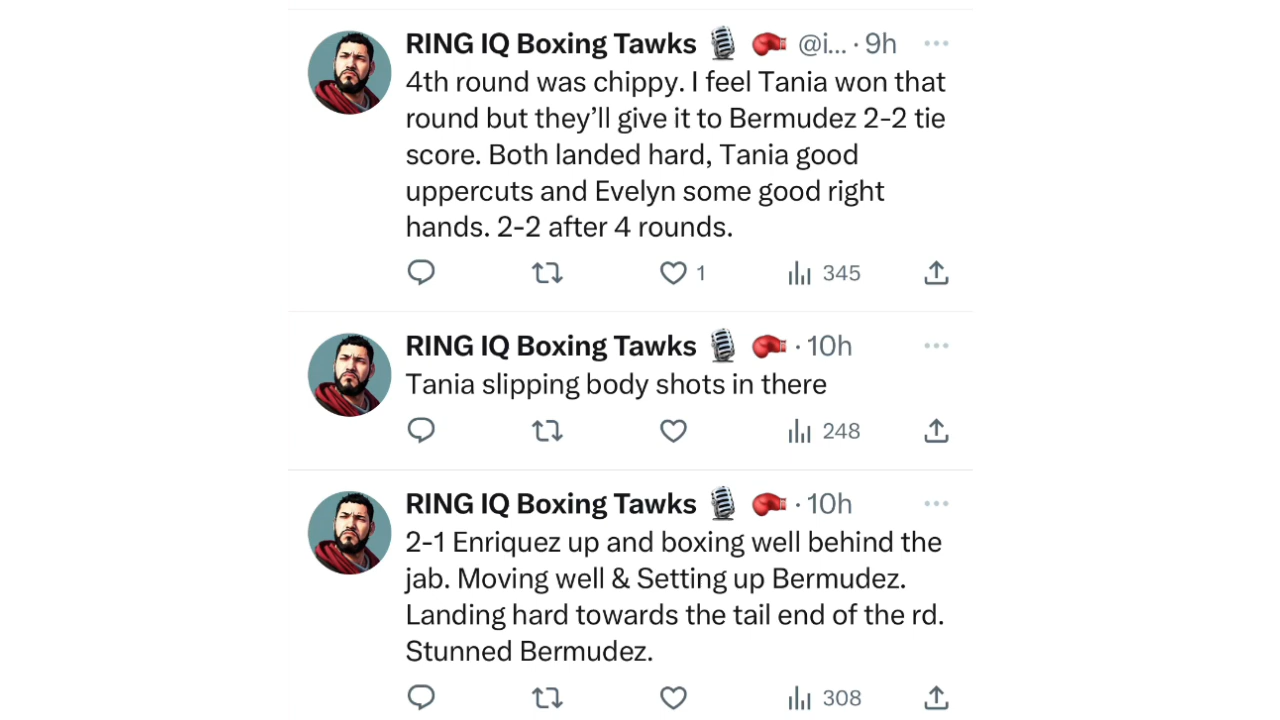 RING IQ Boxing Tawks 🎙️ 🥊 @i... · 9h
4th round was chippy. I feel Tania won that
round but they’ll give it to Bermudez 2-2 tie
score. Both landed hard, Tania good
uppercuts and Evelyn some good right
hands. 2-2 after 4 rounds.
1 345
RING IQ Boxing Tawks 🎙️ 🥊 · 10h
Tania slipping body shots in there
248
RING IQ Boxing Tawks 🎙️ 🥊 · 10h
2-1 Enriquez up and boxing well behind the
jab. Moving well & Setting up Bermudez.
Landing hard towards the tail end of the rd.
Stunned Bermudez.
308